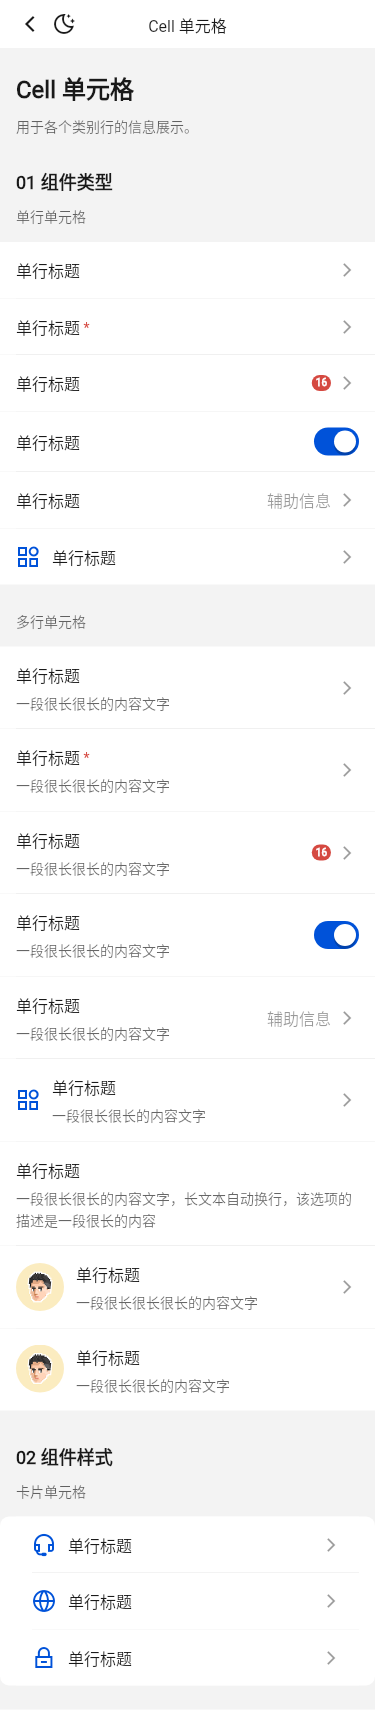 Cell 单元格
Cell 单元格
用于各个类别行的信息展示。
01 组件类型
单行单元格
单行标题
单行标题 *
单行标题 16
单行标题
单行标题 辅助信息
单行标题
多行单元格
单行标题
一段很长很长的内容文字
单行标题 *
一段很长很长的内容文字
单行标题
一段很长很长的内容文字
16
单行标题
一段很长很长的内容文字
单行标题
一段很长很长的内容文字
辅助信息
单行标题
一段很长很长的内容文字
单行标题
一段很长很长的内容文字，长文本自动换行，该选项的
描述是一段很长的内容
单行标题
一段很长很长很长的内容文字
单行标题
一段很长很长的内容文字
02 组件样式
卡片单元格
单行标题
单行标题
单行标题